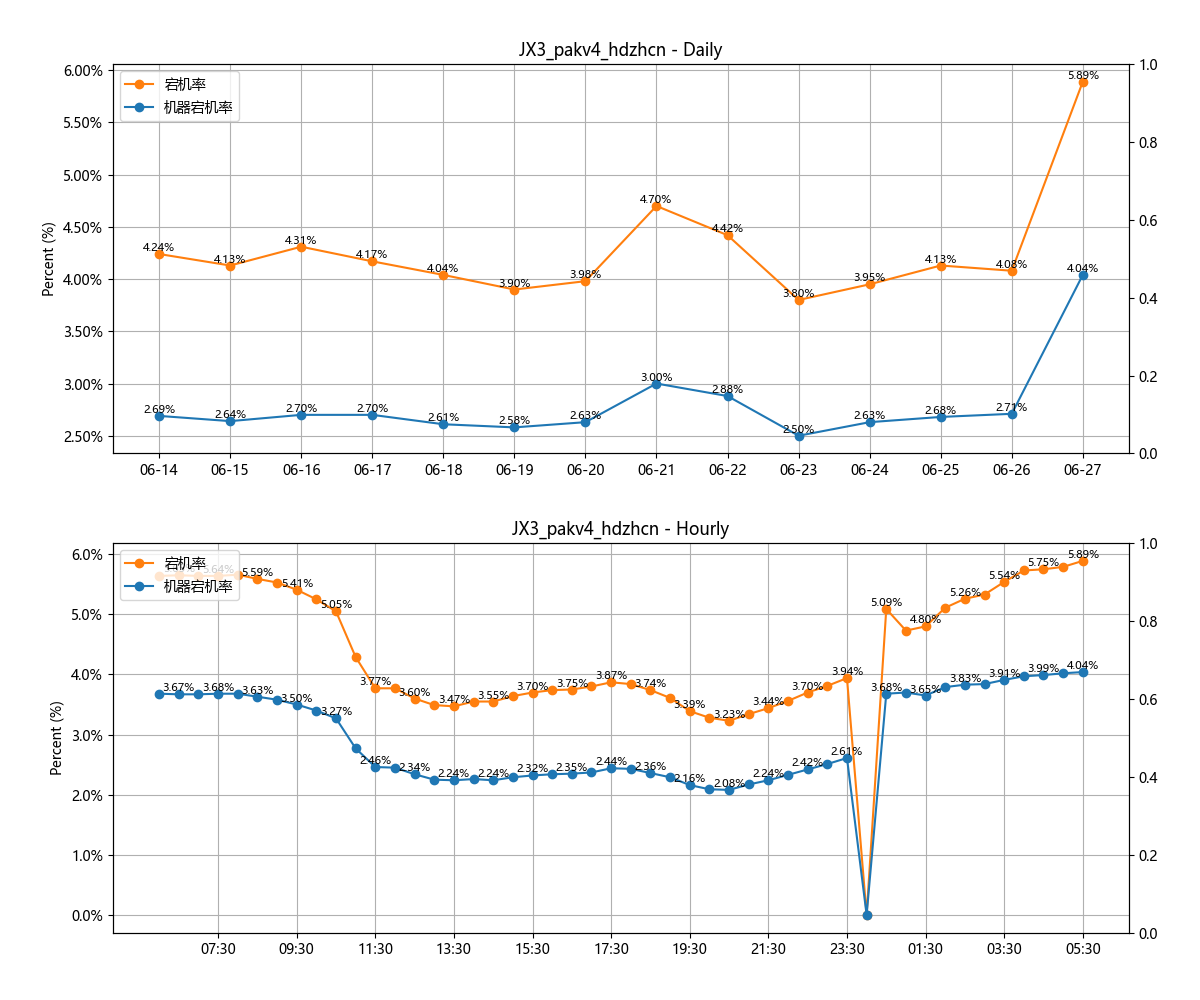 JX3_pakv4_hdzhcn - Daily
宕机率
机器宕机率
Percent (%)
6.00%
5.50%
5.00%
4.50%
4.00%
3.50%
3.00%
2.50%
1.0
0.8
0.6
0.4
0.2
0.0
4.24% 4.13% 4.31% 4.17% 4.04% 3.90% 3.98% 4.70% 4.42% 3.80% 3.95% 4.13% 4.08% 5.89%
2.69% 2.64% 2.70% 2.70% 2.61% 2.58% 2.63% 3.00% 2.88% 2.50% 2.63% 2.68% 2.71% 4.04%
06-14 06-15 06-16 06-17 06-18 06-19 06-20 06-21 06-22 06-23 06-24 06-25 06-26 06-27
JX3_pakv4_hdzhcn - Hourly
宕机率
机器宕机率
Percent (%)
6.0%
5.0%
4.0%
3.0%
2.0%
1.0%
0.0%
1.0
0.8
0.6
0.4
0.2
0.0
5.64% 5.59% 5.41% 5.05% 3.77% 3.60% 3.47% 3.55% 3.70% 3.75% 3.87% 3.74% 3.39% 3.23% 3.44% 3.70% 3.94% 5.09% 4.80% 5.26% 5.54% 5.75% 5.89%
3.67% 3.68% 3.63% 3.50% 3.27% 2.46% 2.34% 2.24% 2.24% 2.32% 2.35% 2.44% 2.36% 2.16% 2.08% 2.24% 2.42% 2.61% 3.68% 3.65% 3.83% 3.91% 3.99% 4.04%
07:30 09:30 11:30 13:30 15:30 17:30 19:30 21:30 23:30 01:30 03:30 05:30